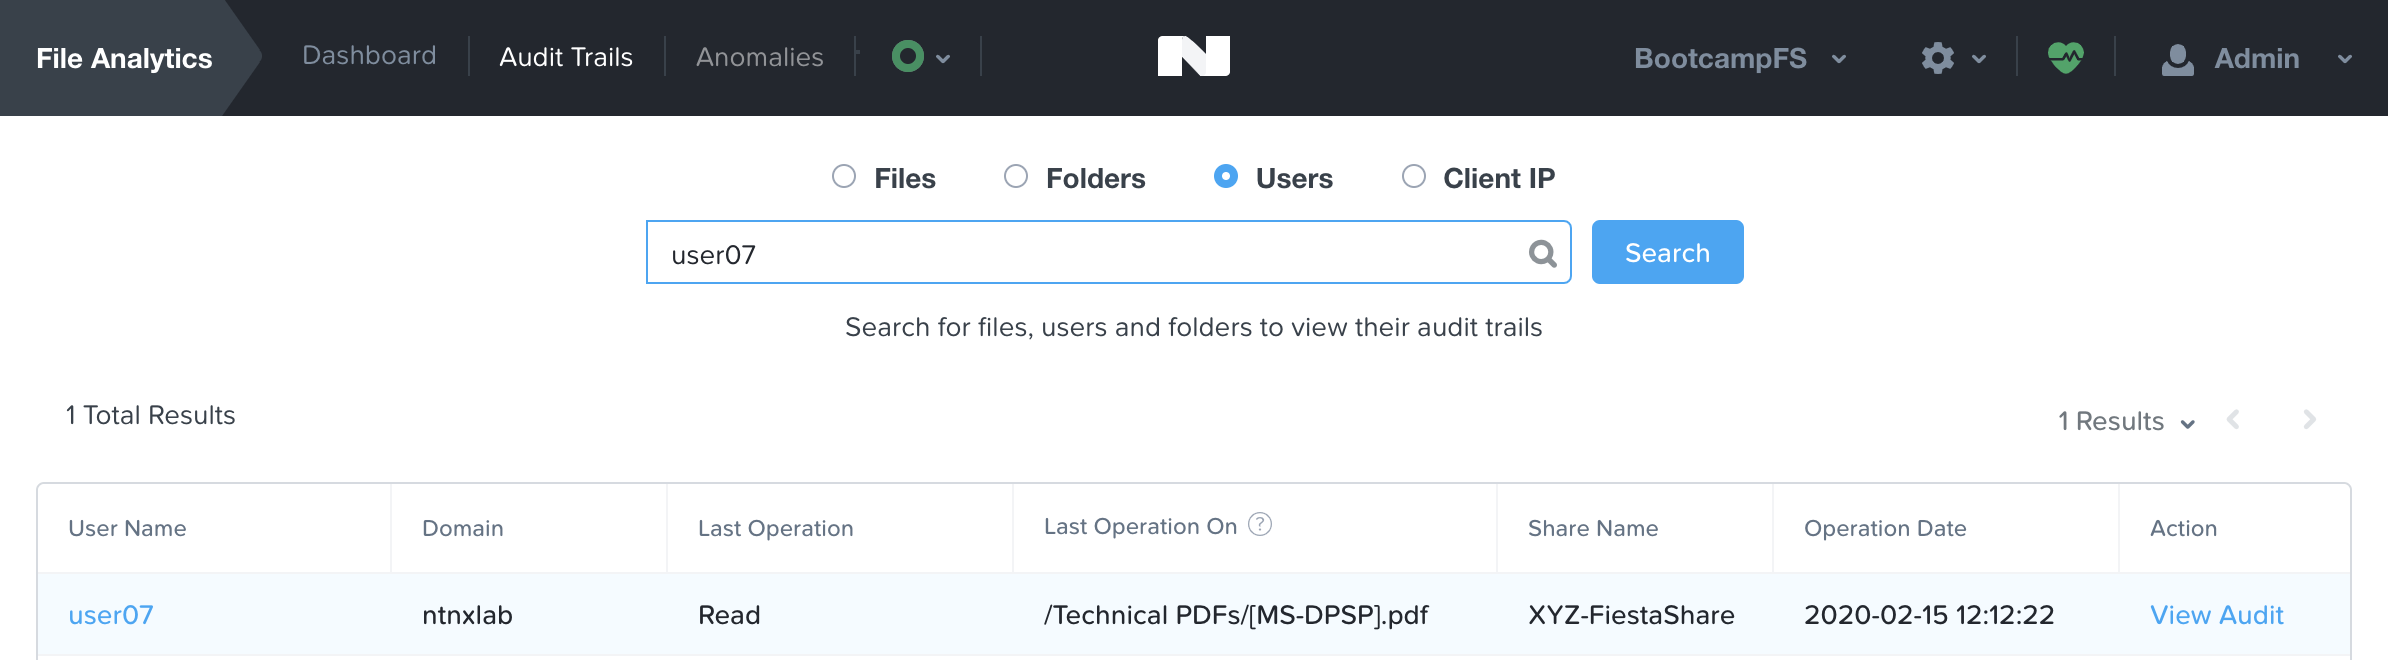 File Analytics Dashboard Audit Trails Anomalies BootcampFS Admin
Files Folders Users Client IP
user07 Search
Search for files, users and folders to view their audit trails
1 Total Results 1 Results
User Name Domain Last Operation Last Operation On ? Share Name Operation Date Action
user07 ntnxlab Read /Technical PDFs/[MS-DPSP].pdf XYZ-FiestaShare 2020-02-15 12:12:22 View Audit